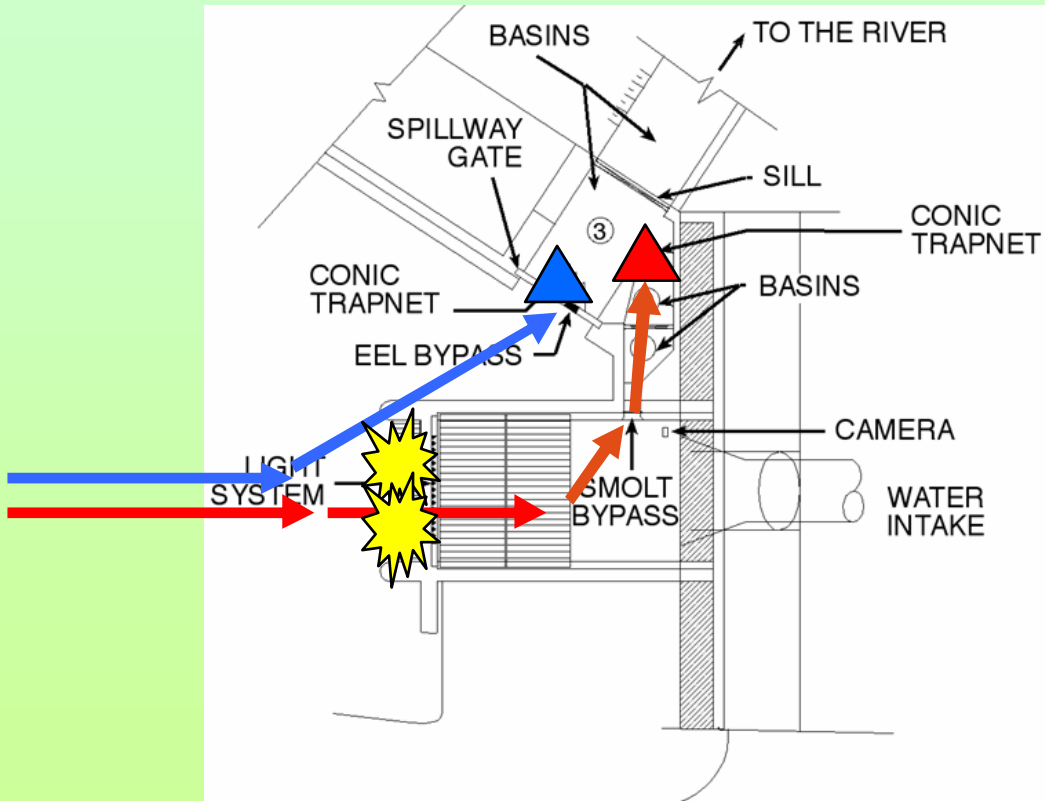 BASINS
TO THE RIVER
SPILLWAY
GATE
SILL
③
CONIC
TRAPNET
CONIC
TRAPNET
BASINS
EEL BYPASS
CAMERA
LIGHT
SYSTEM
SMOLT
BYPASS
WATER
INTAKE